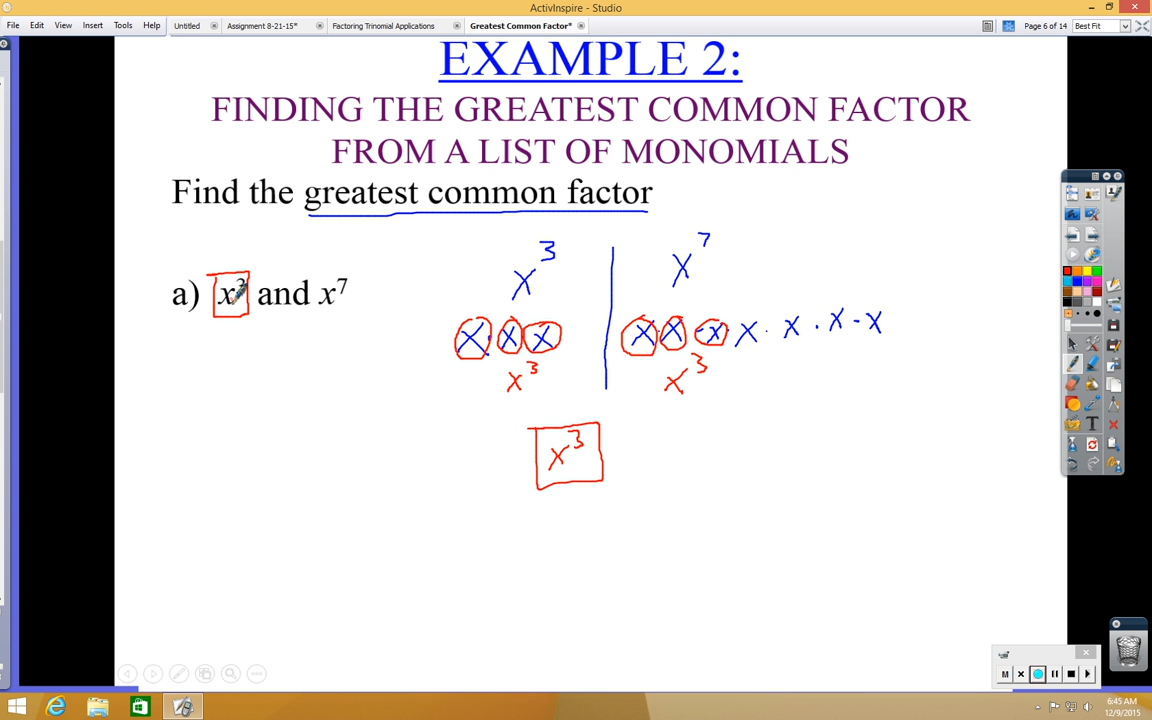 ActivInspire - Studio
File Edit View Insert Tools Help Untitled Assignment 8-21-15* Factoring Trinomial Applications Greatest Common Factor* Page 6 of 14 Best Fit
EXAMPLE 2:
FINDING THE GREATEST COMMON FACTOR
FROM A LIST OF MONOMIALS
Find the greatest common factor
x³ x⁷
a) x³ and x⁷
x · x x x · x · x · x · x · x · x
x³ x³
x³
M
6:45 AM
12/9/2015